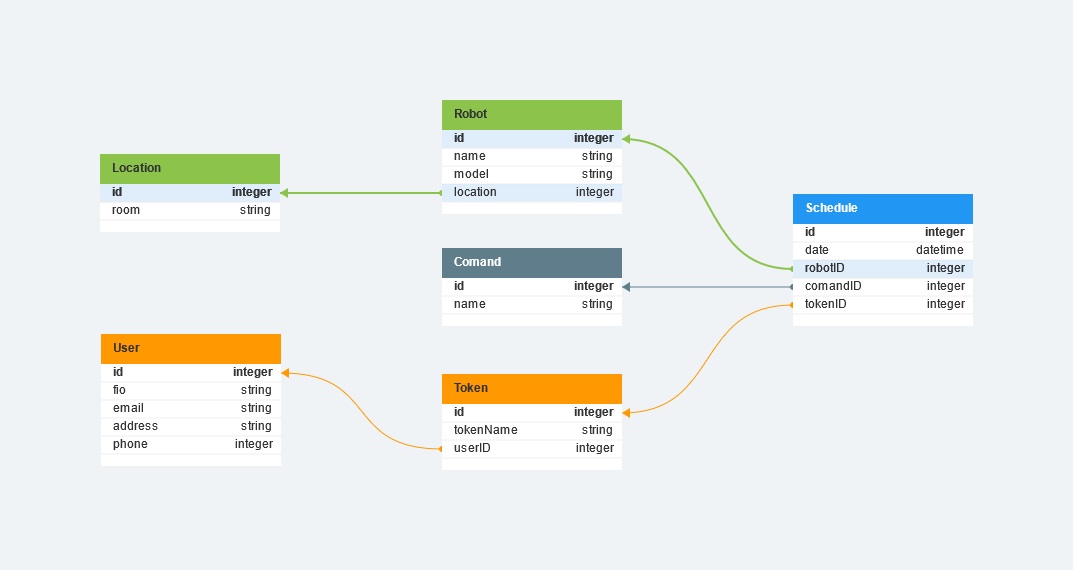 Location
id integer
room string
Robot
id integer
name string
model string
location integer
Comand
id integer
name string
Schedule
id integer
date datetime
robotID integer
comandID integer
tokenID integer
User
id integer
fio string
email string
address string
phone integer
Token
id integer
tokenName string
userID integer